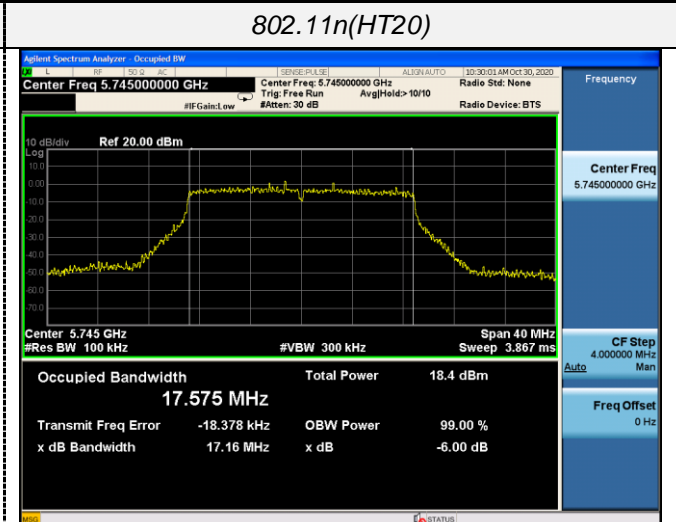 802.11n(HT20)
Agilent Spectrum Analyzer - Occupied BW
L RF 50 Ω AC SENSE:PULSE ALIGN AUTO 10:30:01 AM Oct 30, 2020
Center Freq 5.745000000 GHz Center Freq: 5.745000000 GHz Radio Std: None Frequency
Trig: Free Run Avg|Hold:> 10/10
#IFGain:Low #Atten: 30 dB Radio Device: BTS
10 dB/div Ref 20.00 dBm
Log
10.0
0.00
-10.0
-20.0
-30.0
-40.0
-50.0
-60.0
-70.0
Center Freq
5.745000000 GHz
Center 5.745 GHz Span 40 MHz
#Res BW 100 kHz #VBW 300 kHz Sweep 3.867 ms
CF Step
4.000000 MHz
Auto Man
Occupied Bandwidth Total Power 18.4 dBm
17.575 MHz
Freq Offset
0 Hz
Transmit Freq Error -18.378 kHz OBW Power 99.00 %
x dB Bandwidth 17.16 MHz x dB -6.00 dB
MSG STATUS